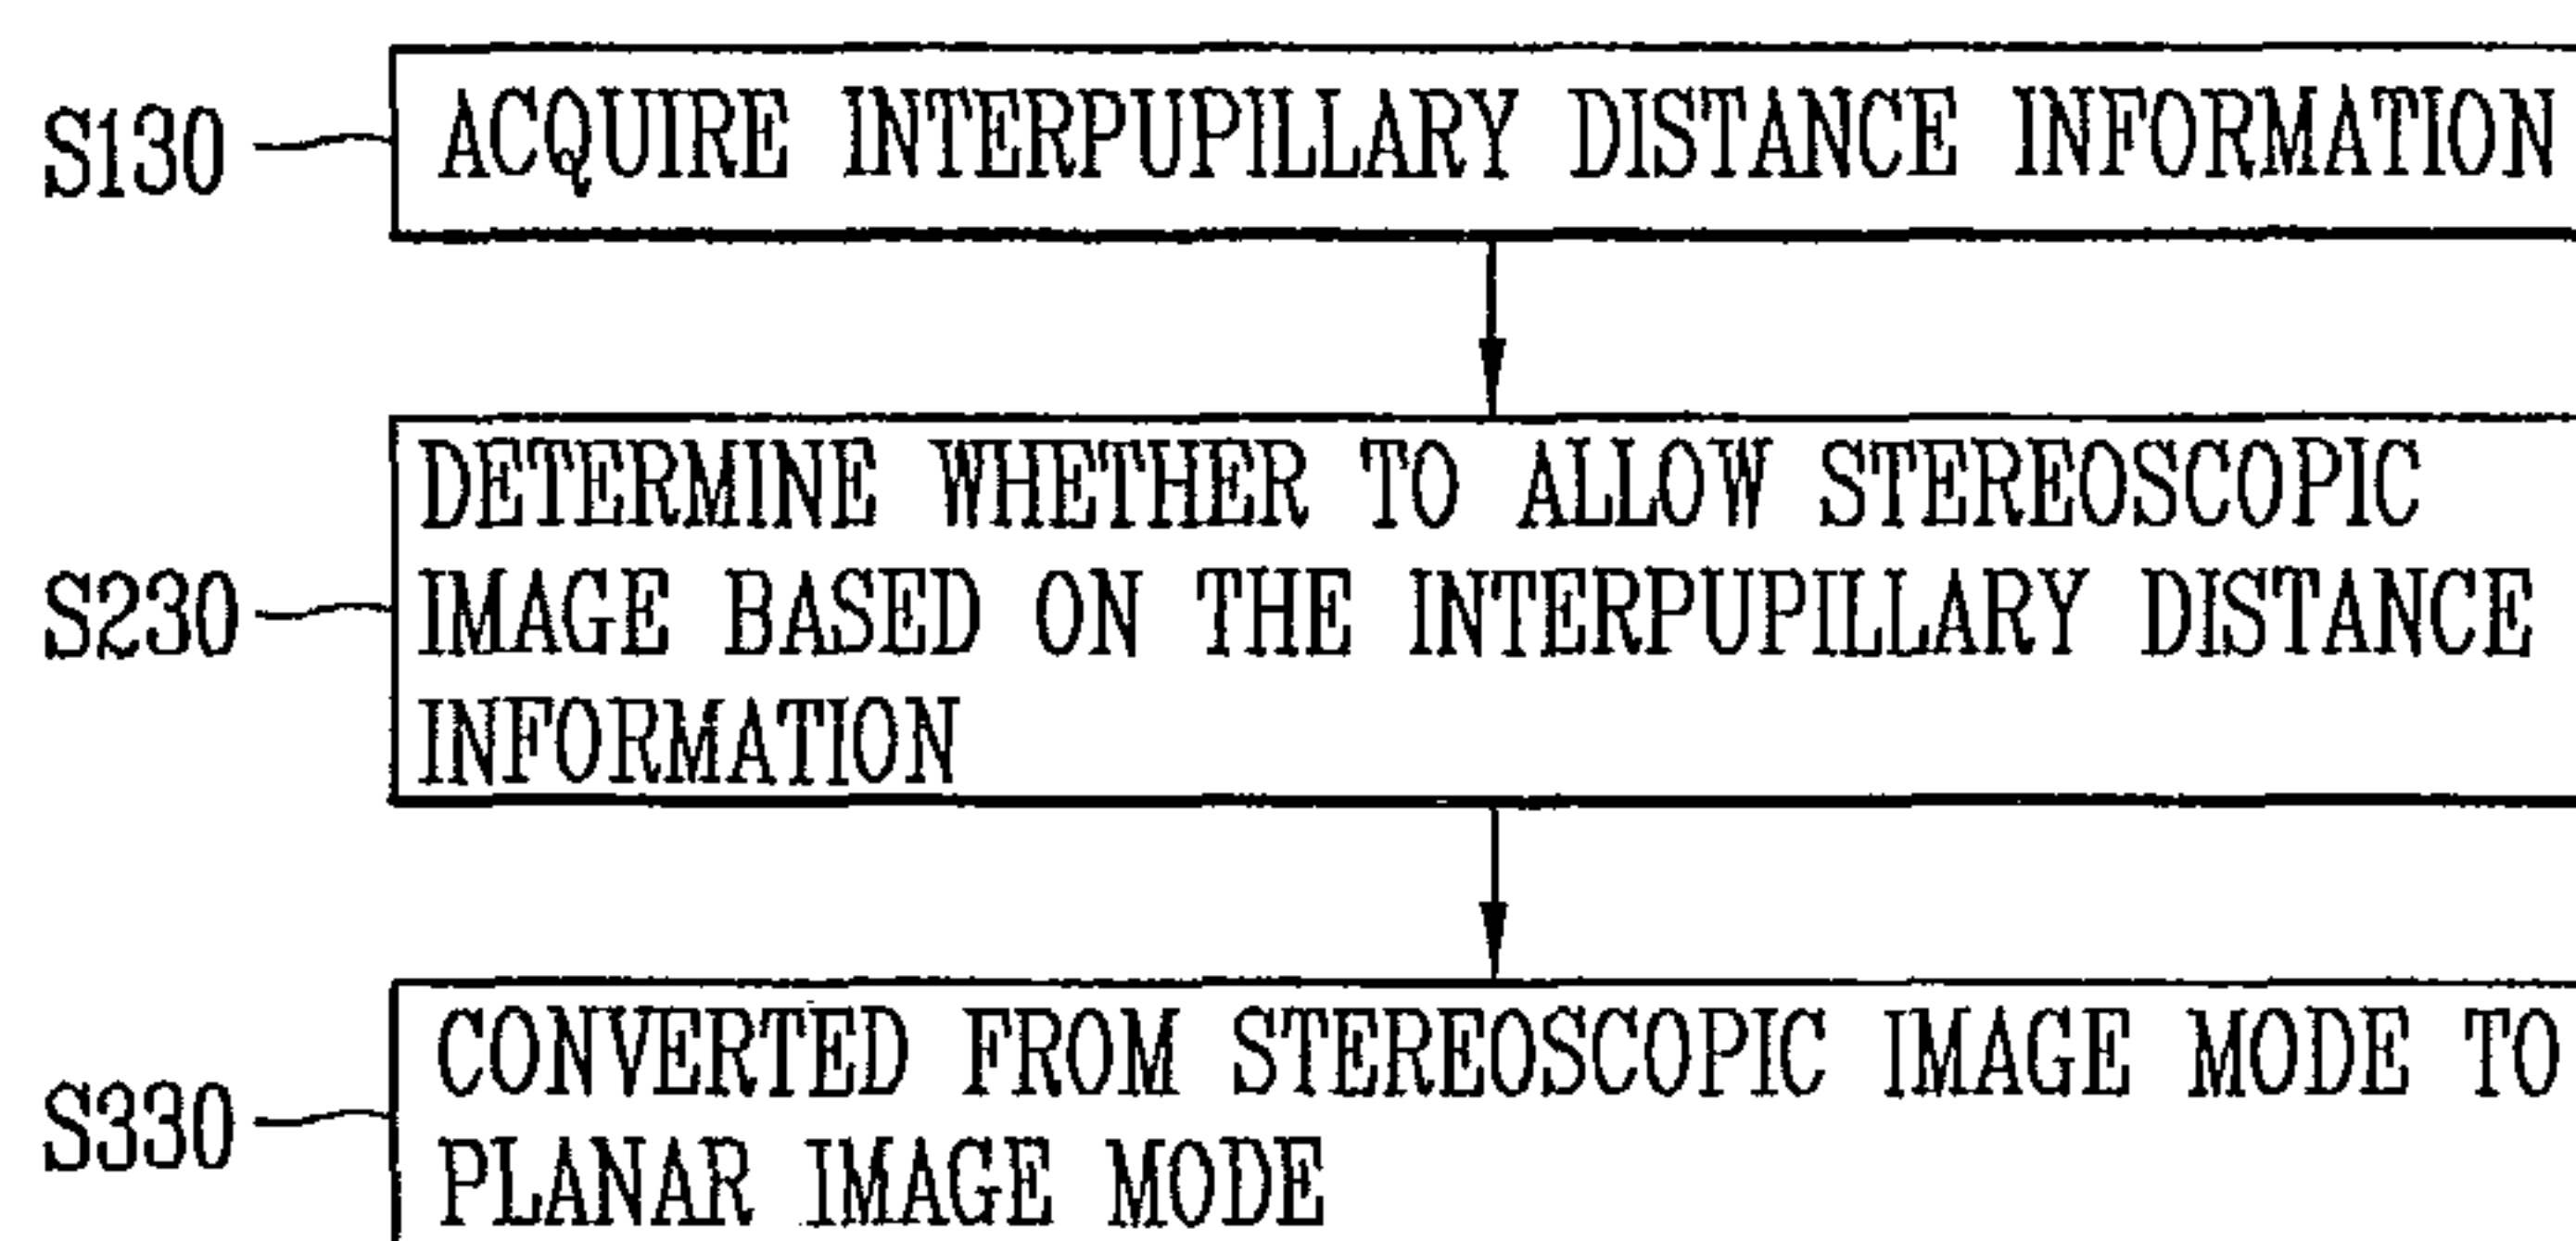 S130
ACQUIRE INTERPUPILLARY DISTANCE INFORMATION
S230
DETERMINE WHETHER TO ALLOW STEREOSCOPIC
IMAGE BASED ON THE INTERPUPILLARY DISTANCE
INFORMATION
S330
CONVERTED FROM STEREOSCOPIC IMAGE MODE TO
PLANAR IMAGE MODE